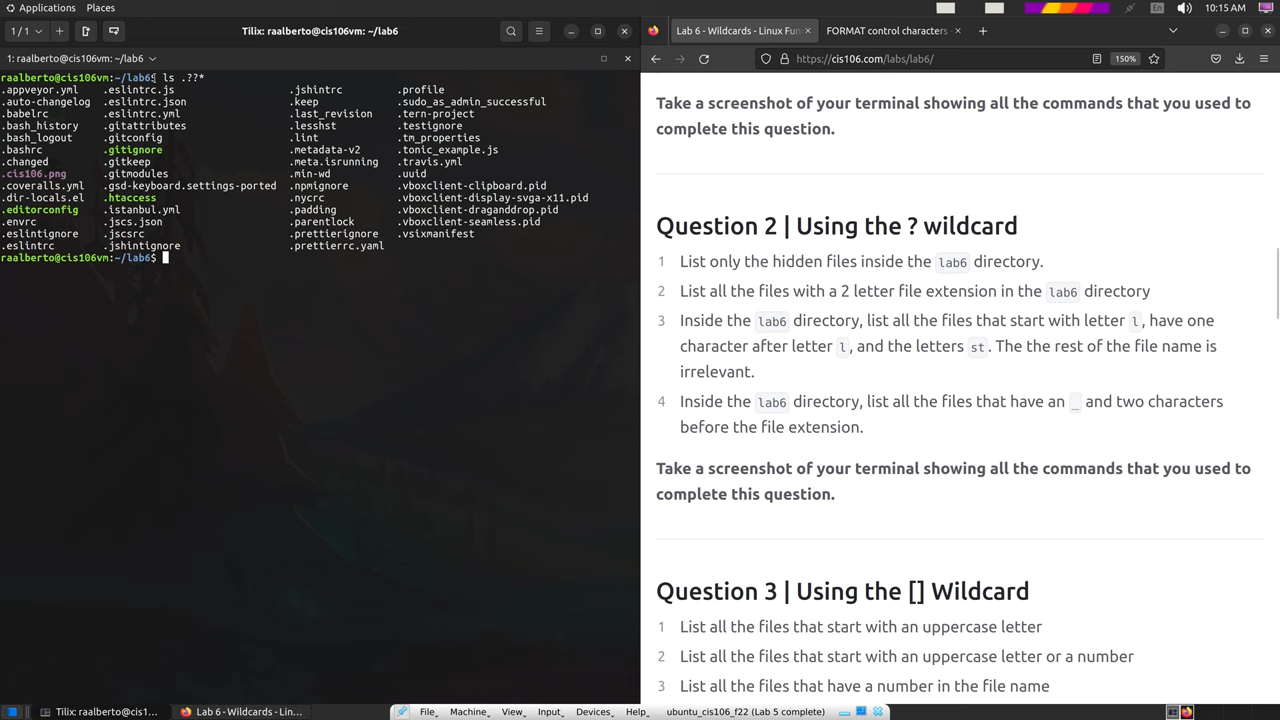 Applications Places
En 10:15 AM
1 / 1
Tilix: raalberto@cis106vm: ~/lab6
1: raalberto@cis106vm: ~/lab6
raalberto@cis106vm:~/lab6$ ls .??*
.appveyor.yml .eslintrc.js .jshintrc .profile
.auto-changelog .eslintrc.json .keep .sudo_as_admin_successful
.babelrc .eslintrc.yml .last_revision .tern-project
.bash_history .gitattributes .lesshst .testignore
.bash_logout .gitconfig .lint .tm_properties
.bashrc .gitignore .metadata-v2 .tonic_example.js
.changed .gitkeep .meta.isrunning .travis.yml
.cis106.png .gitmodules .min-wd .uuid
.coveralls.yml .gsd-keyboard.settings-ported .npmignore .vboxclient-clipboard.pid
.dir-locals.el .htaccess .nycrc .vboxclient-display-svga-x11.pid
.editorconfig .istanbul.yml .padding .vboxclient-draganddrop.pid
.envrc .jscs.json .parentlock .vboxclient-seamless.pid
.eslintignore .jscsrc .prettierignore .vsixmanifest
.eslintrc .jshintignore .prettierrc.yaml
raalberto@cis106vm:~/lab6$
Lab 6 - Wildcards - Linux Fun
FORMAT control characters
https://cis106.com/labs/lab6/
150%
Take a screenshot of your terminal showing all the commands that you used to
complete this question.
Question 2 | Using the ? wildcard
1 List only the hidden files inside the lab6 directory.
2 List all the files with a 2 letter file extension in the lab6 directory
3 Inside the lab6 directory, list all the files that start with letter l, have one
character after letter l, and the letters st. The the rest of the file name is
irrelevant.
4 Inside the lab6 directory, list all the files that have an _ and two characters
before the file extension.
Take a screenshot of your terminal showing all the commands that you used to
complete this question.
Question 3 | Using the [] Wildcard
1 List all the files that start with an uppercase letter
2 List all the files that start with an uppercase letter or a number
3 List all the files that have a number in the file name
Tilix: raalberto@cis1...
Lab 6 - Wildcards - Lin...
File Machine View Input Devices Help ubuntu_cis106_f22 (Lab 5 complete)